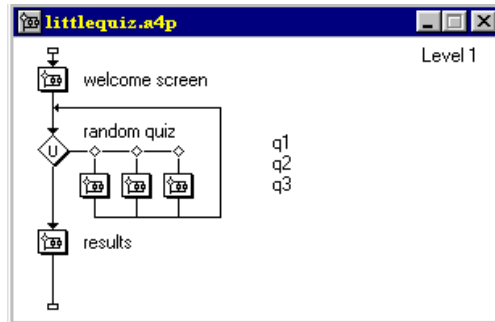 littlequiz.a4p
Level 1
welcome screen
random quiz
U
q1
q2
q3
results